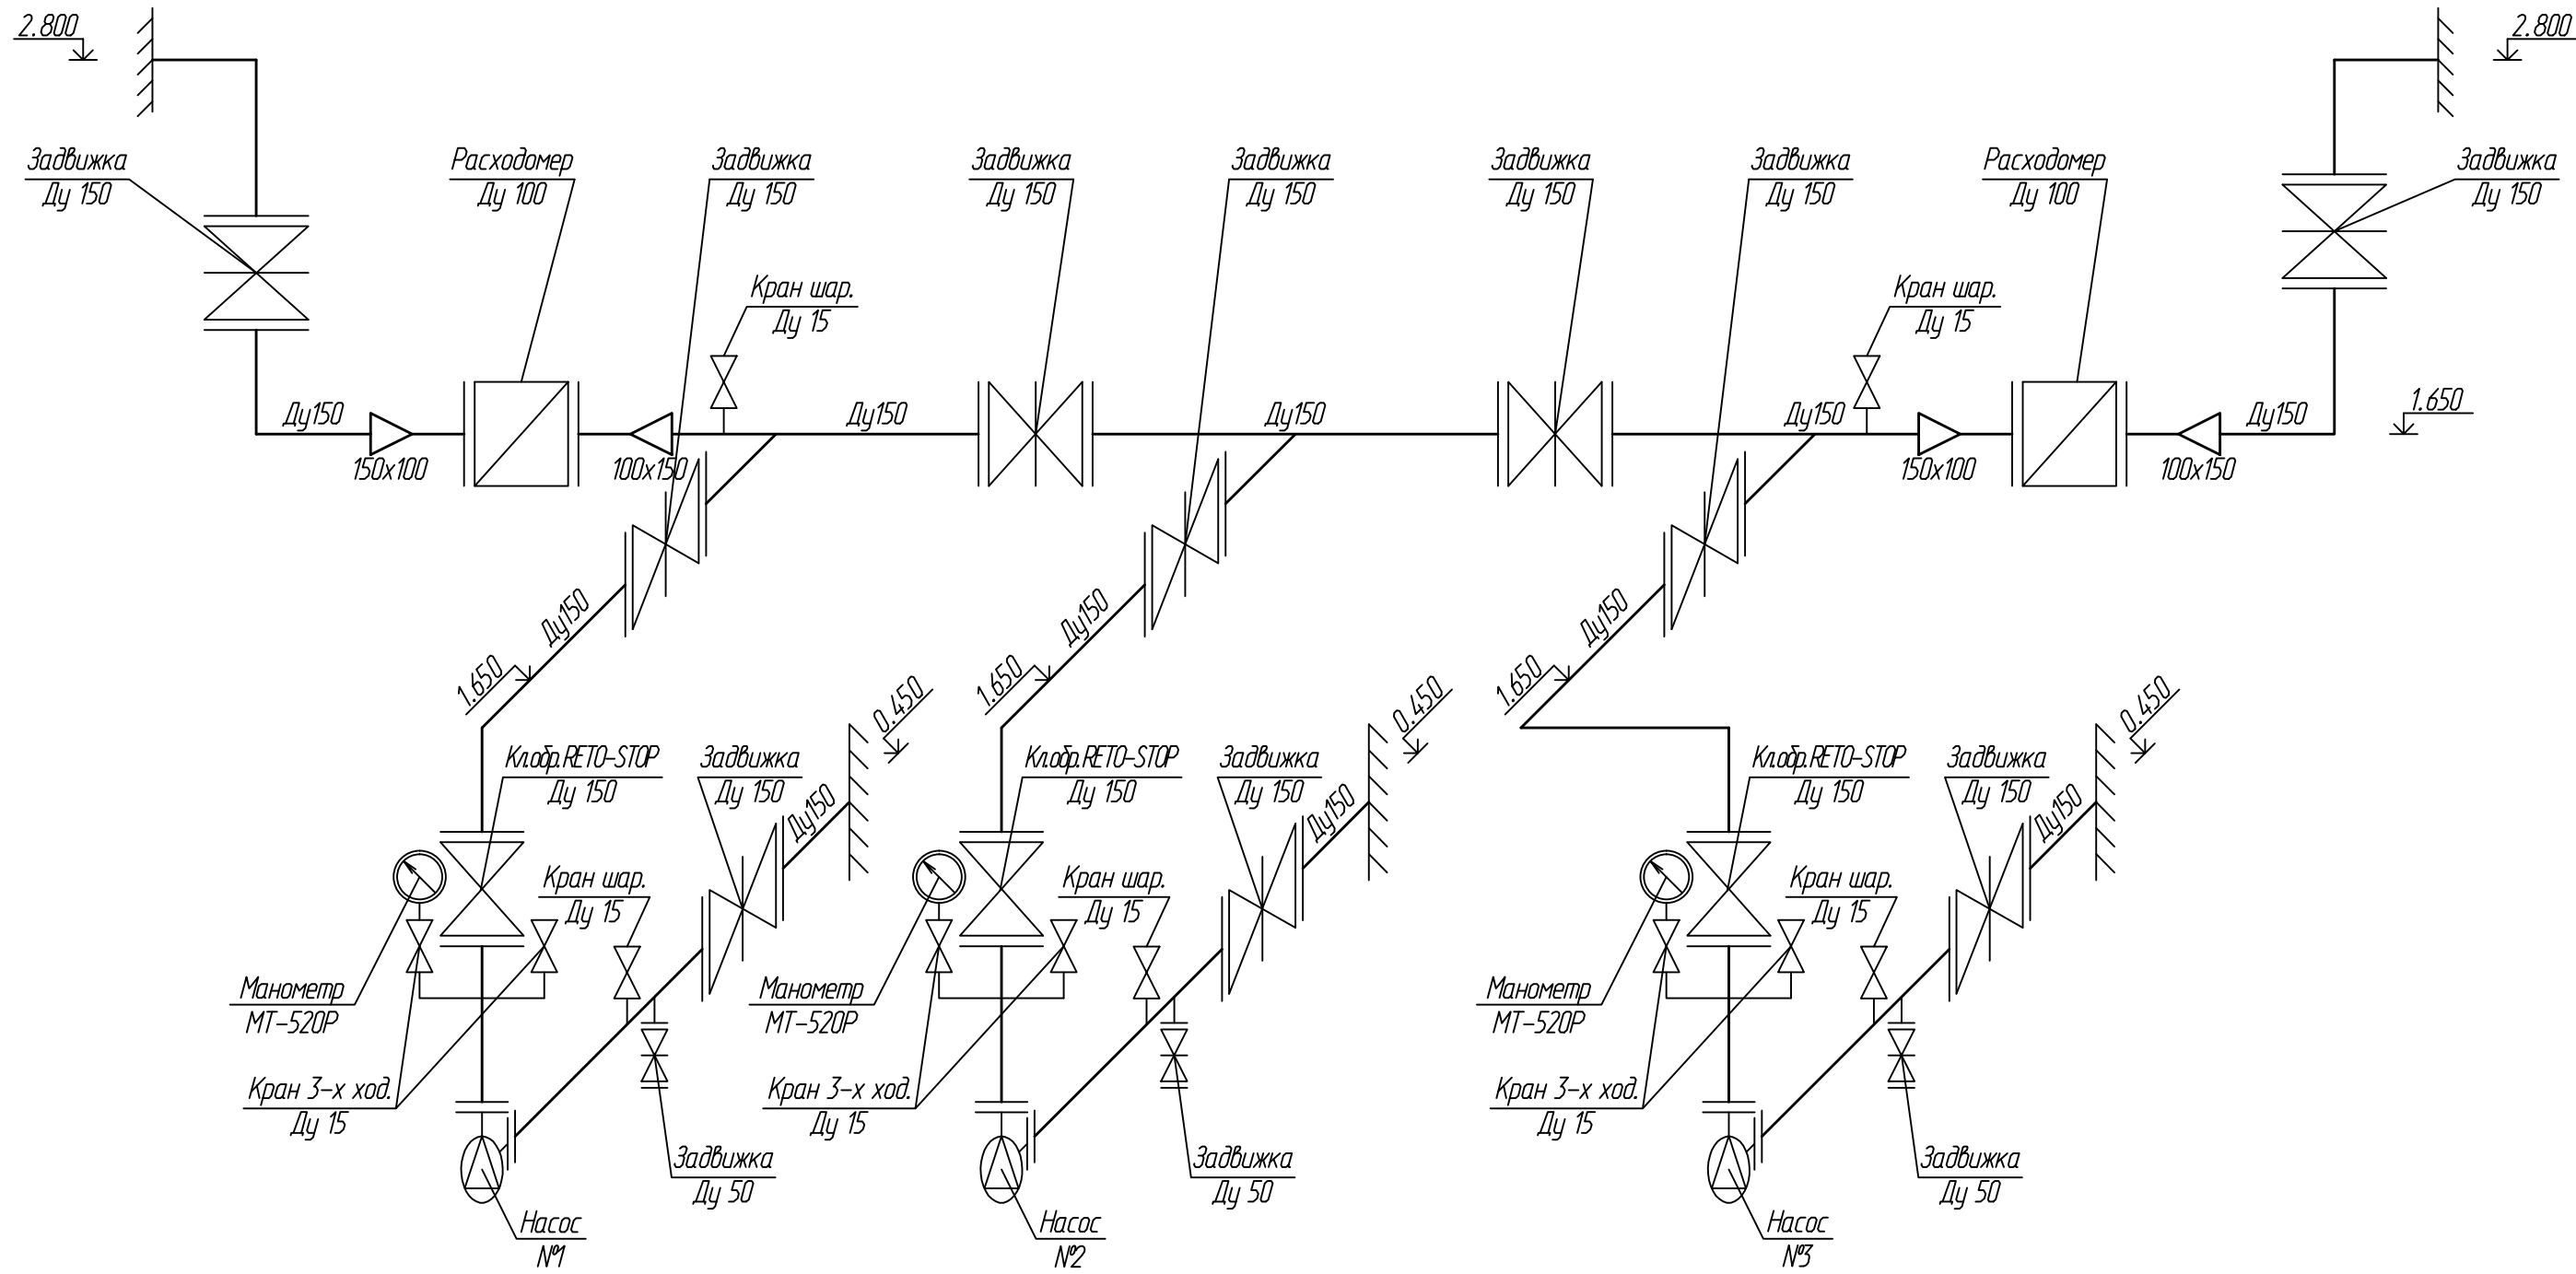 2.800
2.800
Задвижка
Ду 150
Расходомер
Ду 100
Задвижка
Ду 150
Задвижка
Ду 150
Задвижка
Ду 150
Задвижка
Ду 150
Задвижка
Ду 150
Расходомер
Ду 100
Задвижка
Ду 150
Кран шар.
Ду 15
Кран шар.
Ду 15
Ду150
150х100
100х150
Ду150
Ду150
Ду150
150х100
100х150
Ду150
1.650
Ду150
1.650
Ду150
1.650
Ду150
1.650
Кл.обр.RETO-STOP
Ду 150
Задвижка
Ду 150
Ду150
0.450
Кл.обр.RETO-STOP
Ду 150
Задвижка
Ду 150
Ду150
0.450
Кл.обр.RETO-STOP
Ду 150
Задвижка
Ду 150
Ду150
0.450
Кран шар.
Ду 15
Кран шар.
Ду 15
Кран шар.
Ду 15
Манометр
МТ-520Р
Манометр
МТ-520Р
Манометр
МТ-520Р
Кран 3-х ход.
Ду 15
Кран 3-х ход.
Ду 15
Кран 3-х ход.
Ду 15
Задвижка
Ду 50
Задвижка
Ду 50
Задвижка
Ду 50
Насос
№1
Насос
№2
Насос
№3